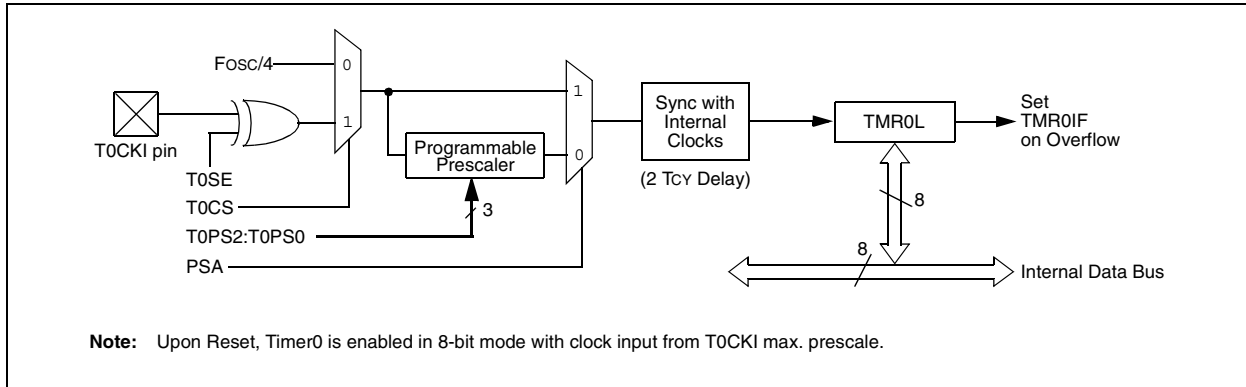 FOSC/4
0
1
T0CKI pin
T0SE
T0CS
T0PS2:T0PS0
PSA
Programmable
Prescaler
3
1
0
Sync with
Internal
Clocks
(2 TCY Delay)
TMR0L
Set
TMR0IF
on Overflow
8
8
Internal Data Bus
Note: Upon Reset, Timer0 is enabled in 8-bit mode with clock input from T0CKI max. prescale.